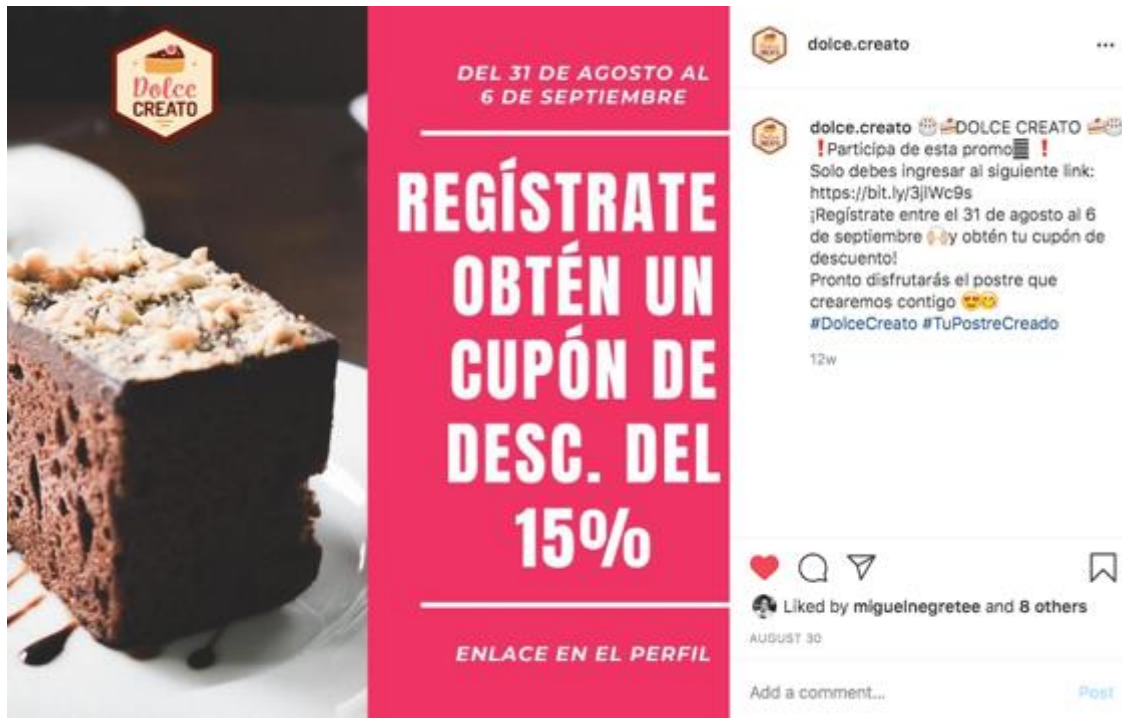 Dolce
CREATO
DEL 31 DE AGOSTO AL
6 DE SEPTIEMBRE
REGÍSTRATE
OBTÉN UN
CUPÓN DE
DESC. DEL
15%
ENLACE EN EL PERFIL
dolce.creato
dolce.creato 🎂🍰DOLCE CREATO 🍰🎂
❗Participa de esta promo ❗
Solo debes ingresar al siguiente link:
https://bit.ly/3jIWc9s
¡Regístrate entre el 31 de agosto al 6
de septiembre 🙌🏻y obtén tu cupón de
descuento!
Pronto disfrutarás el postre que
crearemos contigo 😍😋
#DolceCreato #TuPostreCreado
12w
Liked by miguelnegretee and 8 others
AUGUST 30
Add a comment...
Post